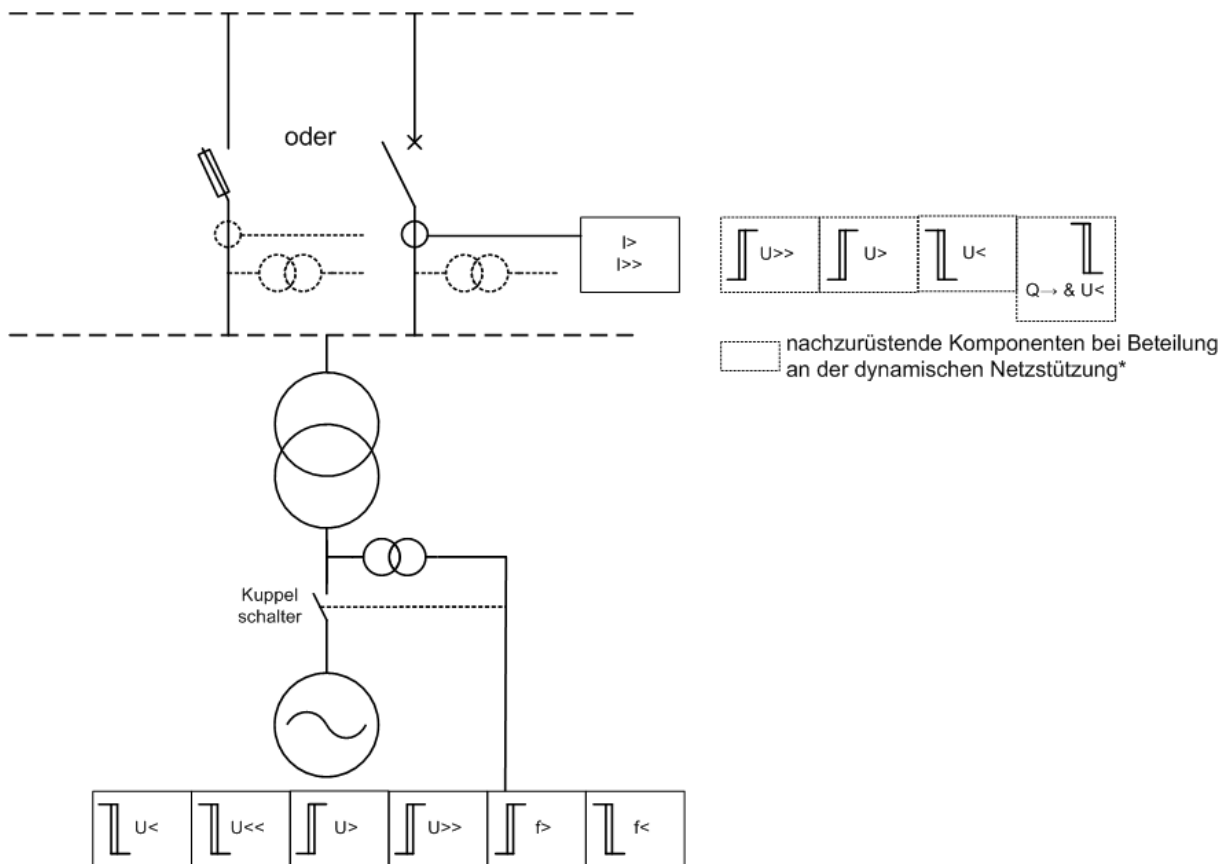 oder
I>
I>>
U>>
U>
U<
Q→ & U<
nachzurüstende Komponenten bei Beteilung
an der dynamischen Netzstützung*
Kuppel
schalter
U<
U<<
U>
U>>
f>
f<